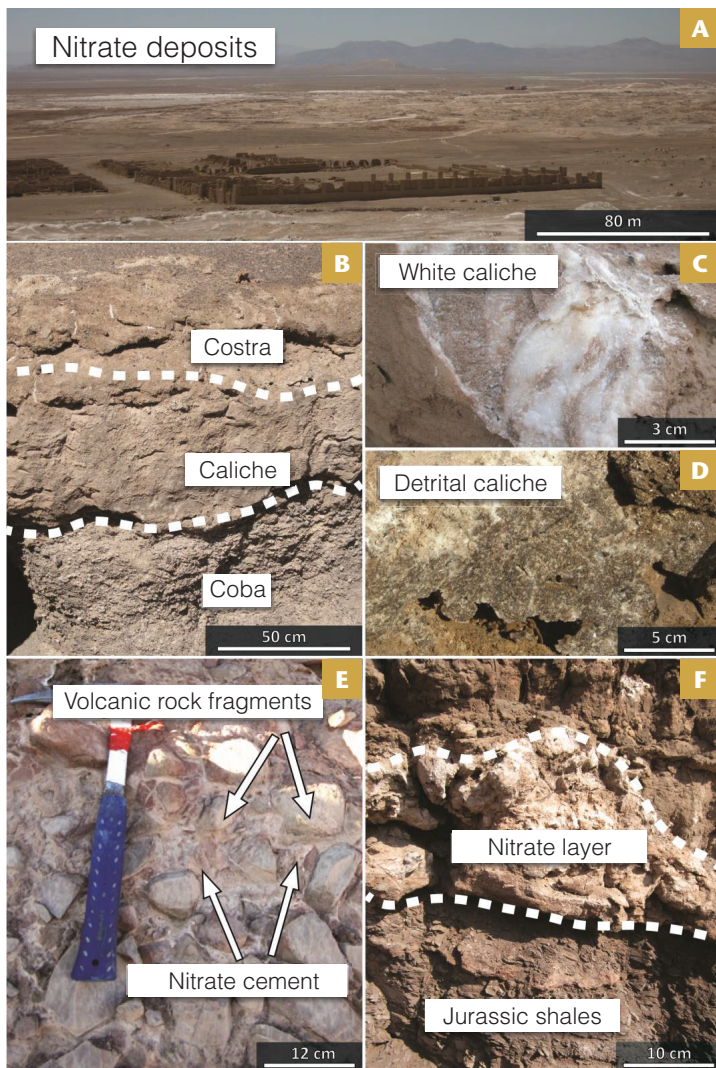 Nitrate deposits
A
80 m
B
Costra
Caliche
Coba
50 cm
White caliche
C
3 cm
Detrital caliche
D
5 cm
E
Volcanic rock fragments
Nitrate cement
12 cm
F
Nitrate layer
Jurassic shales
10 cm